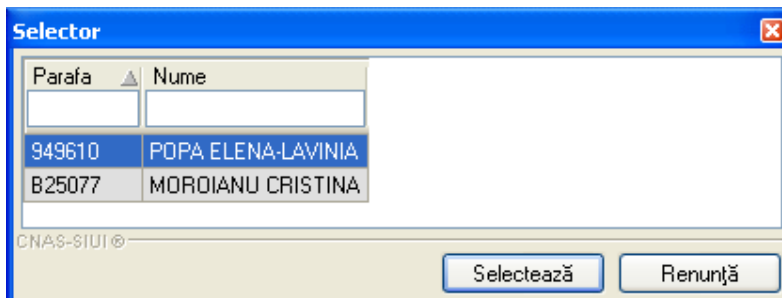 Selector
Parafa Nume
949610 POPA ELENA-LAVINIA
B25077 MOROIANU CRISTINA
CNAS-SIUI®
Selectează Renunţă